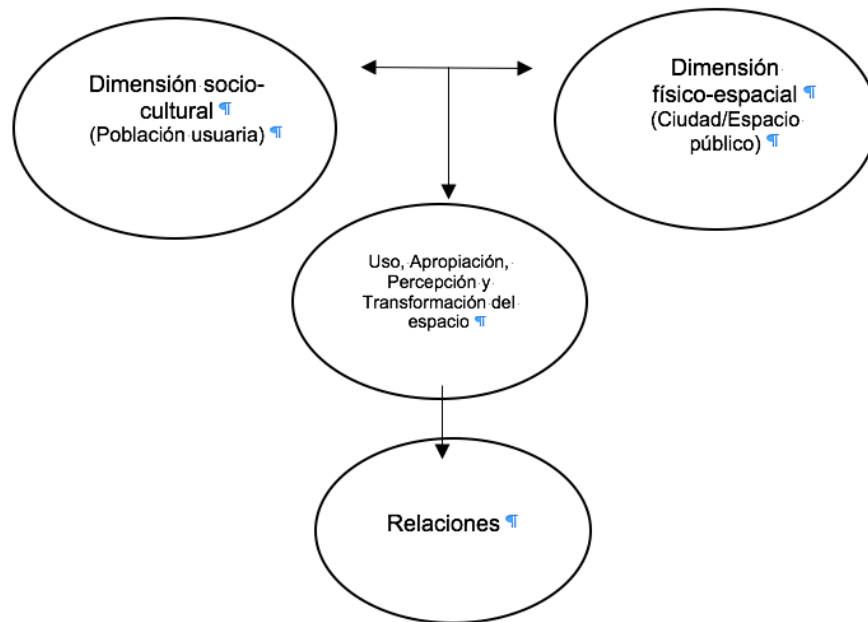 Dimensión socio-
cultural ¶
(Población usuaria) ¶
Dimensión
físico-espacial ¶
(Ciudad/Espacio
público) ¶
Uso, Apropiación,
Percepción y
Transformación del
espacio ¶
Relaciones ¶